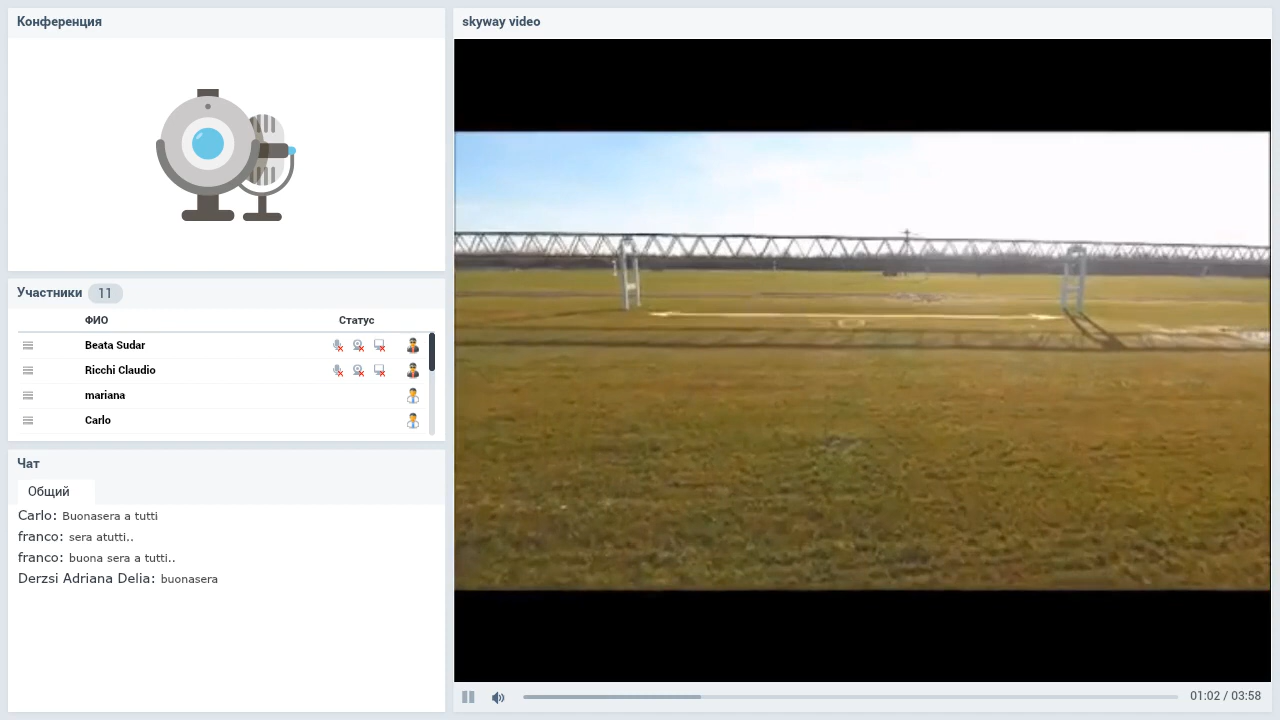 Конференция
skyway video
Участники 11
ФИО Статус
Beata Sudar
Ricchi Claudio
mariana
Carlo
Чат
Общий
Carlo: Buonasera a tutti
franco: sera atutti..
franco: buona sera a tutti..
Derzsi Adriana Delia: buonasera
01:02 / 03:58